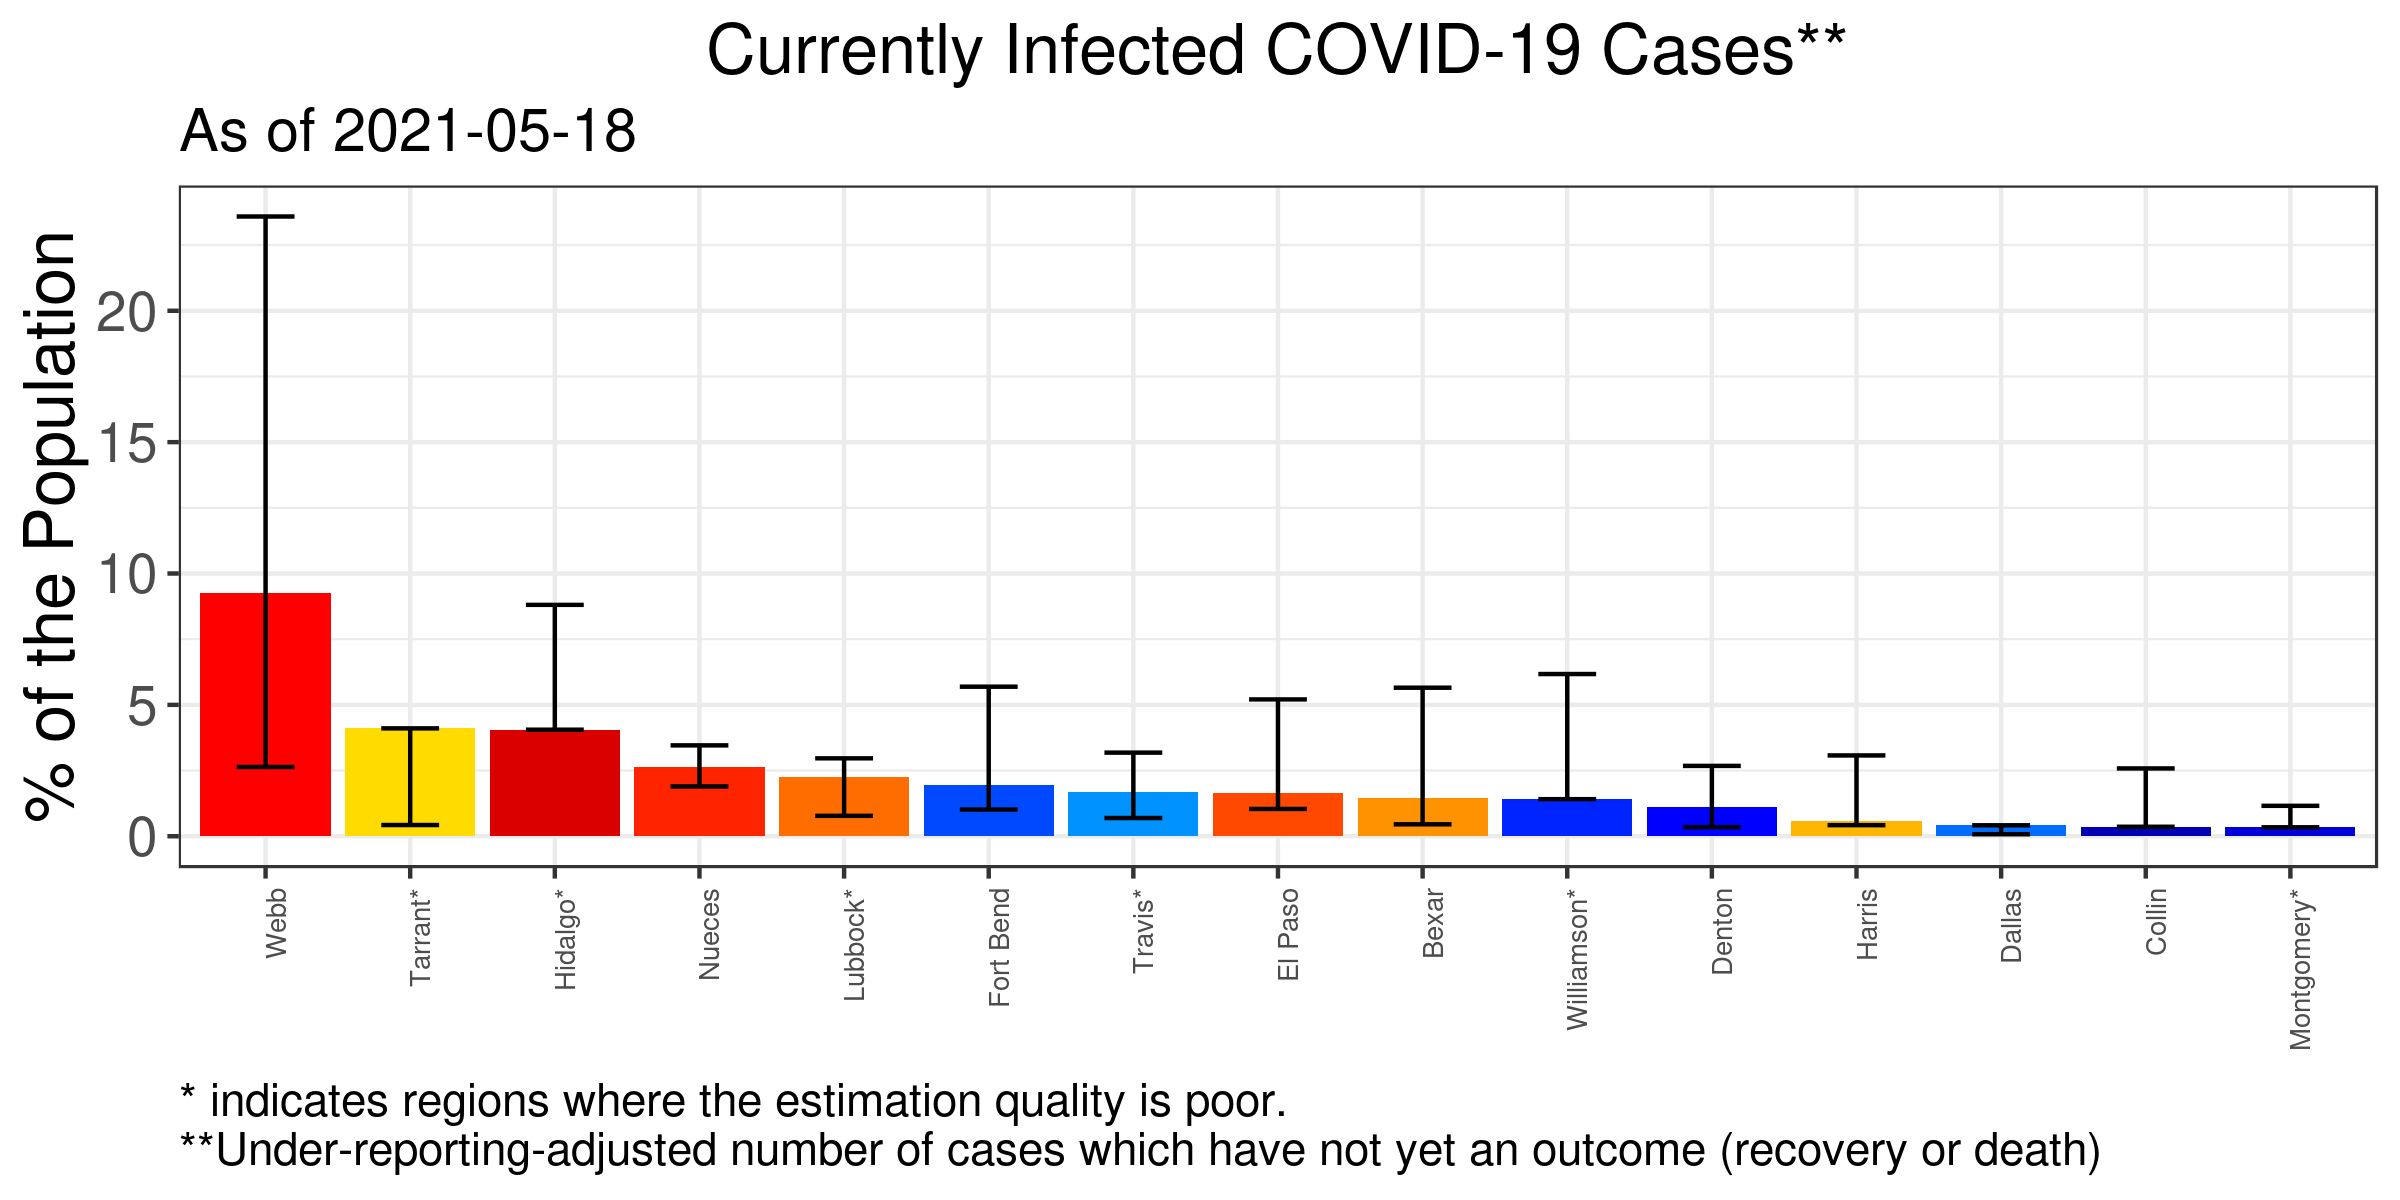 Currently Infected COVID-19 Cases**
As of 2021-05-18
% of the Population
20
15
10
5
0
Webb
Tarrant*
Hidalgo*
Nueces
Lubbock*
Fort Bend
Travis*
El Paso
Bexar
Williamson*
Denton
Harris
Dallas
Collin
Montgomery*
* indicates regions where the estimation quality is poor.
**Under-reporting-adjusted number of cases which have not yet an outcome (recovery or death)